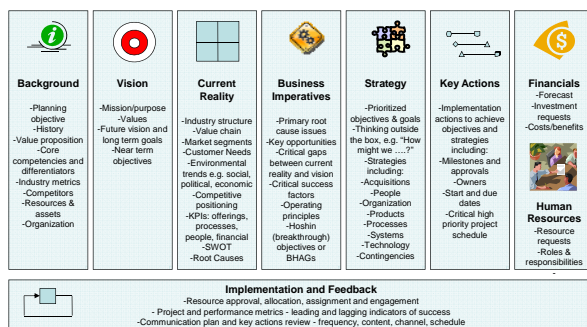 Background
-Planning
objective
-History
-Value proposition
-Core
competencies and
differentiators
-Industry metrics
-Competitors
-Resources &
assets
-Organization
Vision
-Mission/purpose
-Values
-Future vision and
long term goals
-Near term
objectives
Current
Reality
-Industry structure
-Value chain
-Market segments
-Customer Needs
-Environmental
trends e.g. social,
political, economic
-Competitive
positioning
-KPIs: offerings,
processes,
people, financial
-SWOT
-Root Causes
Business
Imperatives
-Primary root
cause issues
-Key opportunities
-Critical gaps
between current
reality and vision
-Critical success
factors
-Operating
principles
-Hoshin
(breakthrough)
objectives or
BHAGs
Strategy
-Prioritized
objectives & goals
-Thinking outside
the box, e.g. "How
might we ….?"
-Strategies
including:
-Acquisitions
-People
-Organization
-Products
-Processes
-Systems
-Technology
-Contingencies
Key Actions
-Implementation
actions to achieve
objectives and
strategies
including:
-Milestones and
approvals
-Owners
-Start and due
dates
-Critical high
priority project
schedule
Financials
-Forecast
-Investment
requests
-Costs/benefits
Human
Resources
-Resource
requests
-Roles &
responsibilities
-
Implementation and Feedback
-Resource approval, allocation, assignment and engagement
- Project and performance metrics - leading and lagging indicators of success
-Communication plan and key actions review - frequency, content, channel, schedule